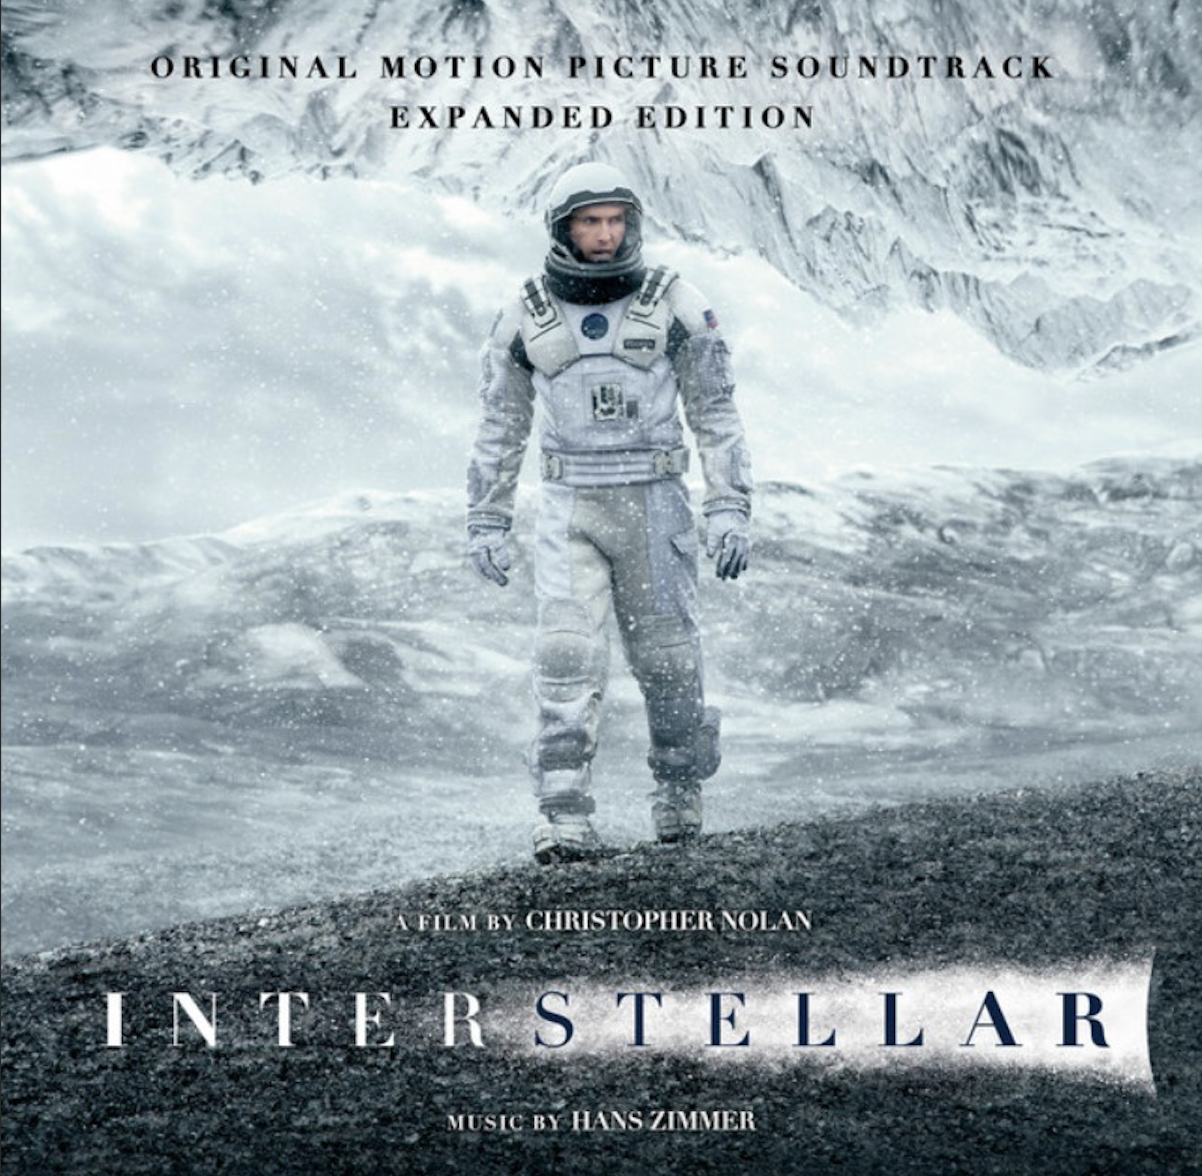 ORIGINAL MOTION PICTURE SOUNDTRACK
EXPANDED EDITION
A FILM BY CHRISTOPHER NOLAN
INTERSTELLAR
MUSIC BY HANS ZIMMER